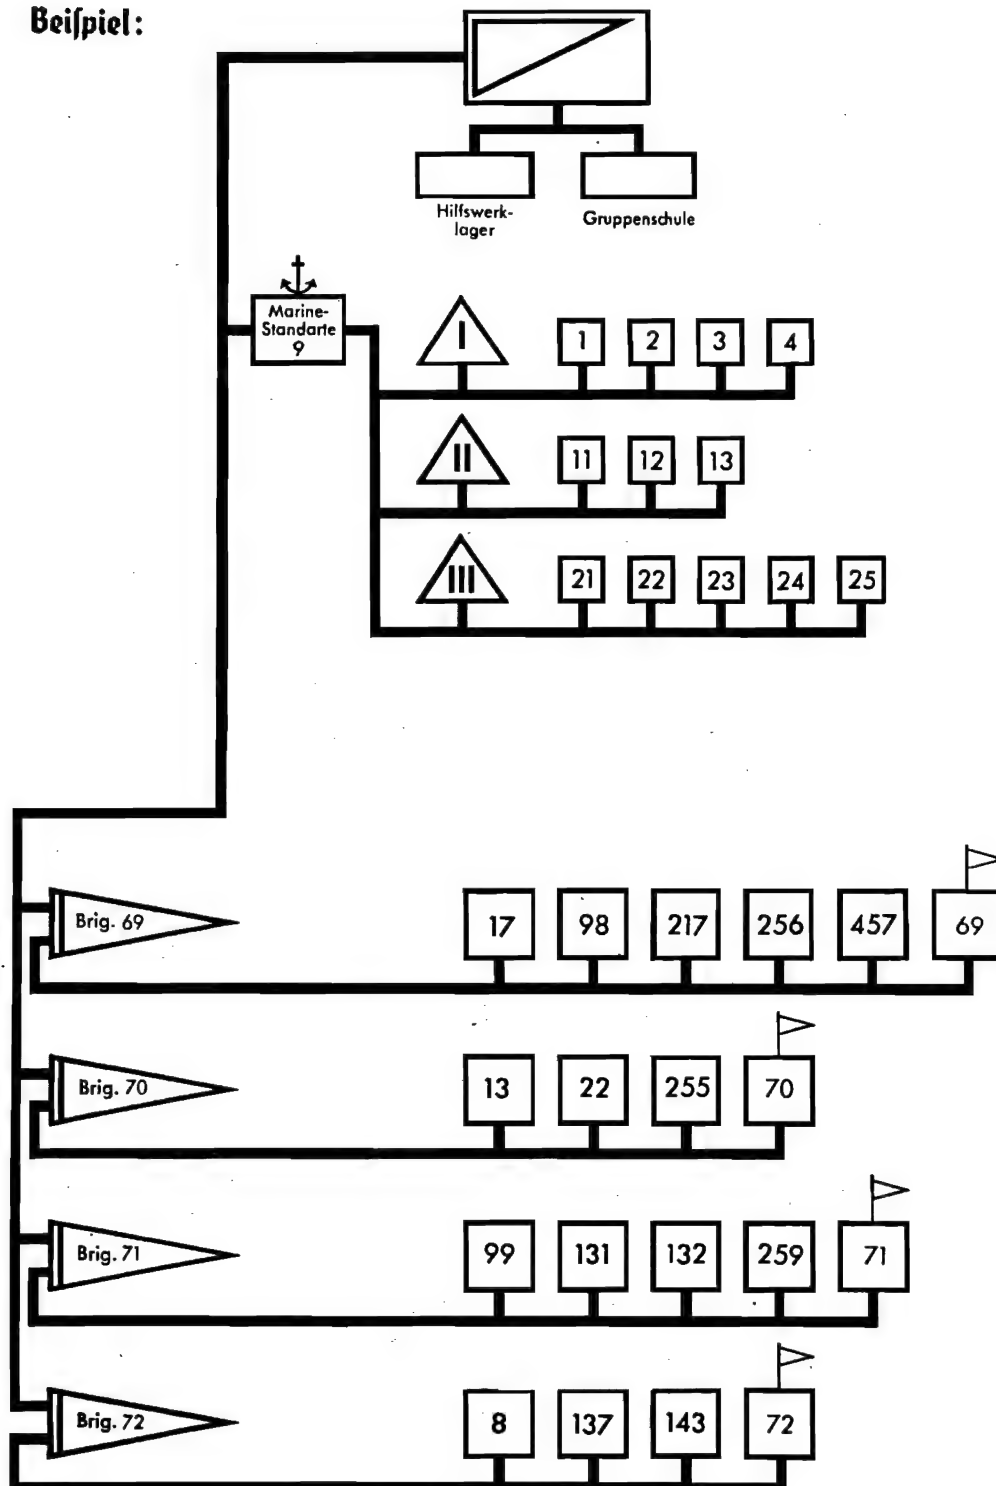 Beiſpiel:
Hilfswerk-
lager
Gruppenschule
Marine-
Standarte
9
I 1 2 3 4
II 11 12 13
III 21 22 23 24 25
Brig. 69 17 98 217 256 457 69
Brig. 70 13 22 255 70
Brig. 71 99 131 132 259 71
Brig. 72 8 137 143 72